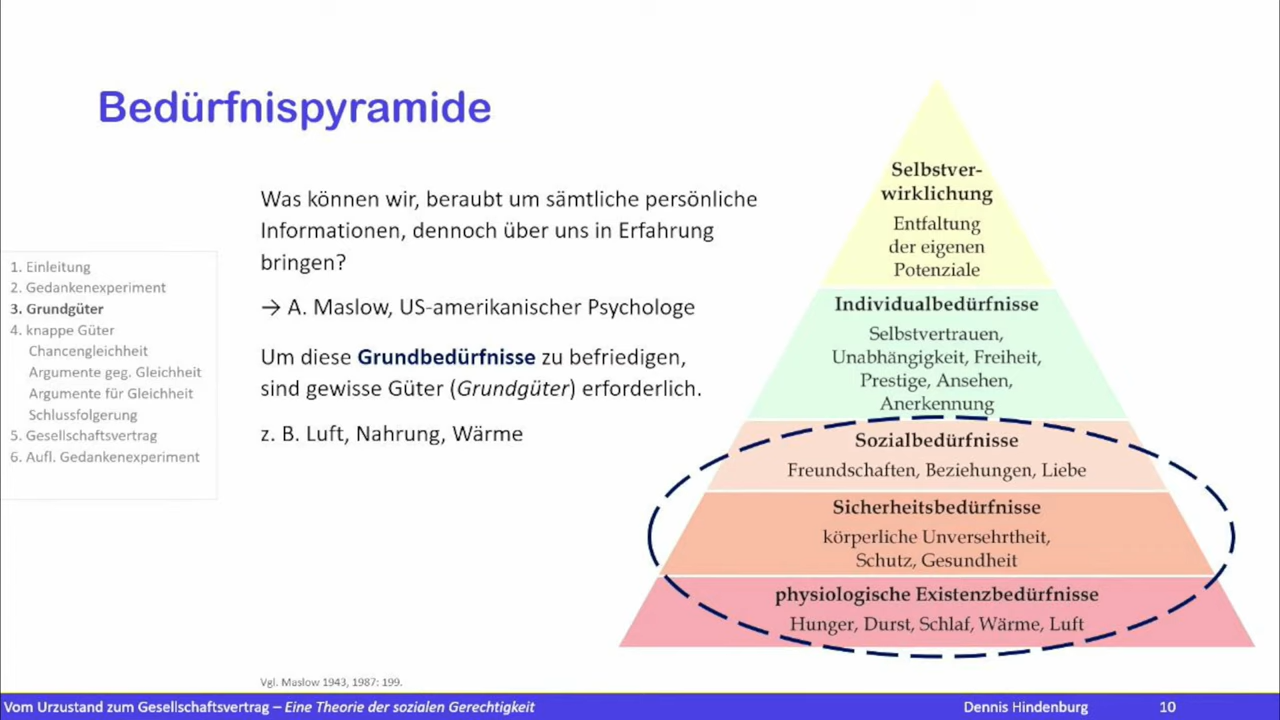 Bedürfnispyramide
Was können wir, beraubt um sämtliche persönliche
Informationen, dennoch über uns in Erfahrung
bringen?
→ A. Maslow, US-amerikanischer Psychologe
Um diese Grundbedürfnisse zu befriedigen,
sind gewisse Güter (Grundgüter) erforderlich.
z. B. Luft, Nahrung, Wärme
1. Einleitung
2. Gedankenexperiment
3. Grundgüter
4. knappe Güter
Chancengleichheit
Argumente geg. Gleichheit
Argumente für Gleichheit
Schlussfolgerung
5. Gesellschaftsvertrag
6. Aufl. Gedankenexperiment
Selbstver-
wirklichung
Entfaltung
der eigenen
Potenziale
Individualbedürfnisse
Selbstvertrauen,
Unabhängigkeit, Freiheit,
Prestige, Ansehen,
Anerkennung
Sozialbedürfnisse
Freundschaften, Beziehungen, Liebe
Sicherheitsbedürfnisse
körperliche Unversehrtheit,
Schutz, Gesundheit
physiologische Existenzbedürfnisse
Hunger, Durst, Schlaf, Wärme, Luft
Vgl. Maslow 1943, 1987: 199.
Vom Urzustand zum Gesellschaftsvertrag – Eine Theorie der sozialen Gerechtigkeit
Dennis Hindenburg
10